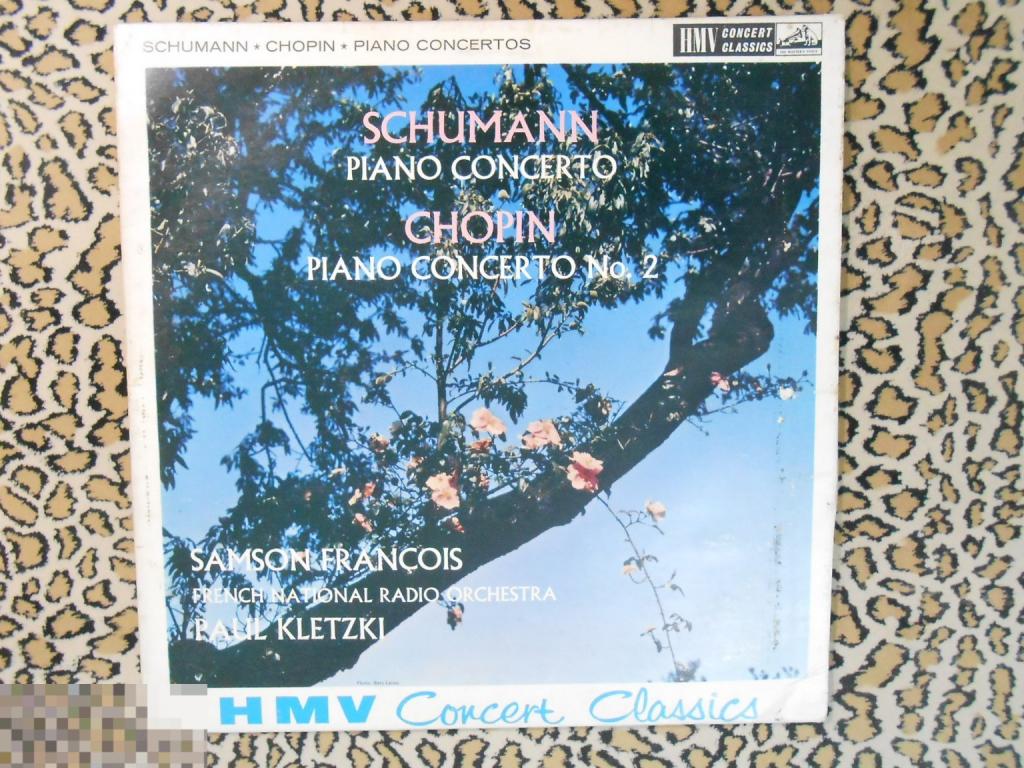 SCHUMANN ★ CHOPIN ★ PIANO CONCERTOS
HMV CONCERT CLASSICS
SCHUMANN
PIANO CONCERTO
CHOPIN
PIANO CONCERTO No. 2
SAMSON FRANÇOIS
FRENCH NATIONAL RADIO ORCHESTRA
PAUL KLETZKI
HMV Concert Classics